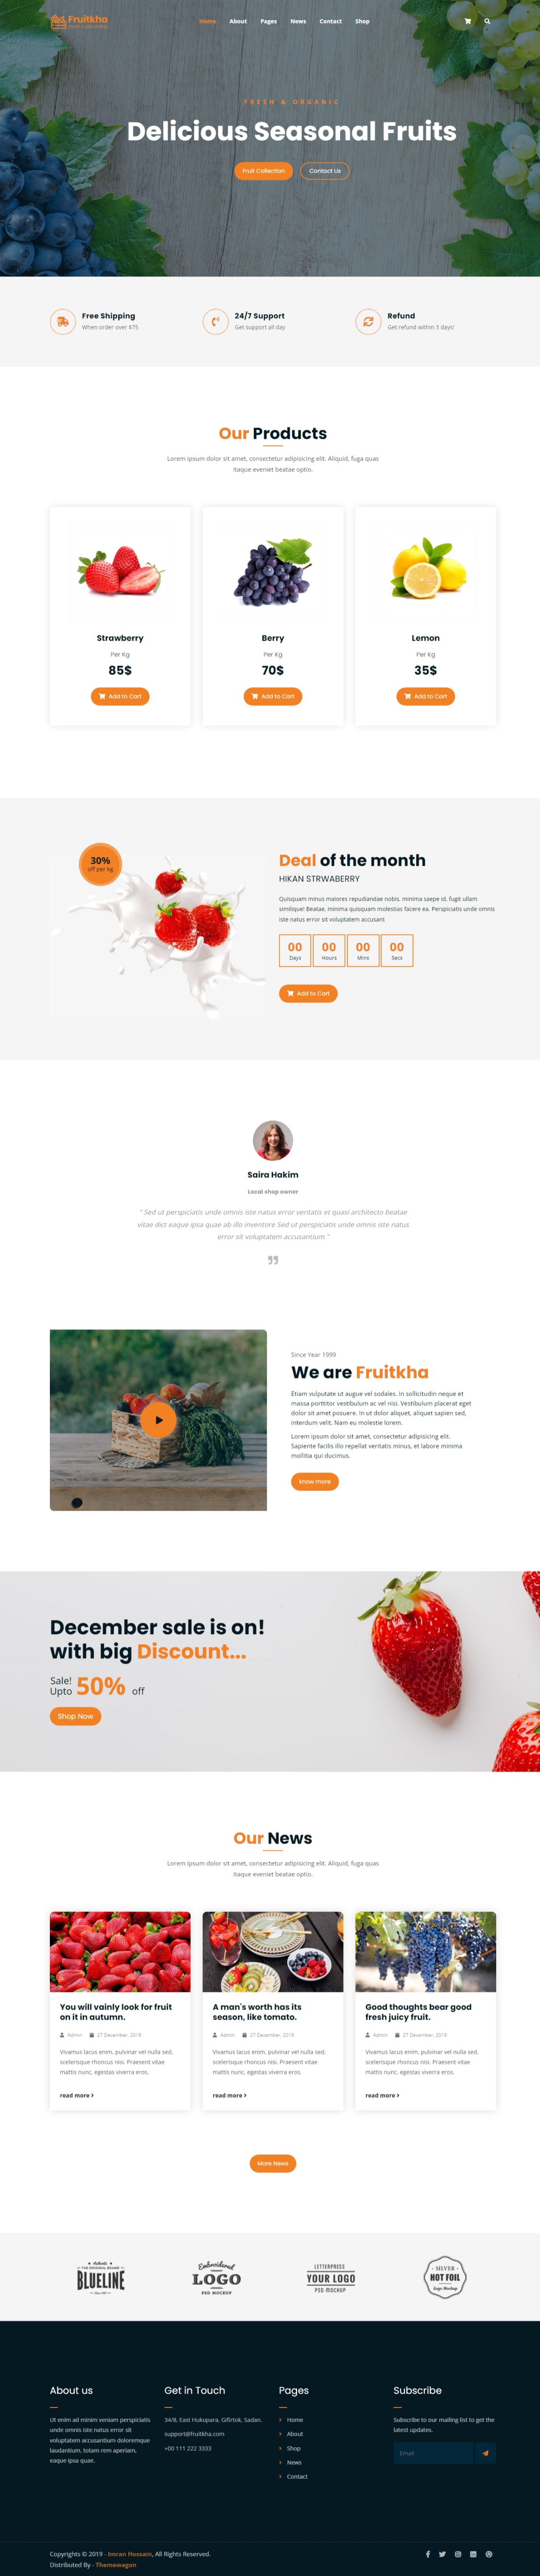 Fruitkha
Home About Pages News Contact Shop
FRESH & ORGANIC
Delicious Seasonal Fruits
Fruit Collection Contact Us
Free Shipping
When order over $75
24/7 Support
Get support all day
Refund
Get refund within 3 days!
Our Products
Lorem ipsum dolor sit amet, consectetur adipisicing elit. Aliquid, fuga quas
itaque eveniet beatae optio.
Strawberry
Per Kg
85$
Add to Cart
Berry
Per Kg
70$
Add to Cart
Lemon
Per Kg
35$
Add to Cart
30%
off per kg
Deal of the month
HIKAN STRWABERRY
Quisquam minus maiores repudiandae nobis, minima saepe id, fugit ullam
similique! Beatae, minima quisquam molestias facere ea. Perspiciatis unde omnis
iste natus error sit voluptatem accusant
00 00 00 00
Days Hours Mins Secs
Add to Cart
Saira Hakim
Local shop owner
" Sed ut perspiciatis unde omnis iste natus error veritatis et quasi architecto beatae
vitae dict eaque ipsa quae ab illo inventore Sed ut perspiciatis unde omnis iste natus
error sit voluptatem accusantium "
Since Year 1999
We are Fruitkha
Etiam vulputate ut augue vel sodales. In sollicitudin neque et
massa porttitor vestibulum ac vel nisi. Vestibulum placerat eget
dolor sit amet posuere. In ut dolor aliquet, aliquet sapien sed,
interdum velit. Nam eu molestie lorem.
Lorem ipsum dolor sit amet, consectetur adipisicing elit.
Sapiente facilis illo repellat veritatis minus, et labore minima
mollitia qui ducimus.
know more
December sale is on!
with big Discount...
Sale!
Upto 50% off
Shop Now
Our News
Lorem ipsum dolor sit amet, consectetur adipisicing elit. Aliquid, fuga quas
itaque eveniet beatae optio.
You will vainly look for fruit
on it in autumn.
Admin 27 December, 2019
Vivamus lacus enim, pulvinar vel nulla sed,
scelerisque rhoncus nisi. Praesent vitae
mattis nunc, egestas viverra eros.
read more
A man's worth has its
season, like tomato.
Admin 27 December, 2019
Vivamus lacus enim, pulvinar vel nulla sed,
scelerisque rhoncus nisi. Praesent vitae
mattis nunc, egestas viverra eros.
read more
Good thoughts bear good
fresh juicy fruit.
Admin 27 December, 2019
Vivamus lacus enim, pulvinar vel nulla sed,
scelerisque rhoncus nisi. Praesent vitae
mattis nunc, egestas viverra eros.
read more
More News
Authentic
THE ORIGINAL BRAND
BLUELINE
Embroidered
LOGO
PSD MOCKUP
LETTERPRESS
YOUR LOGO
PSD MOCKUP
SILVER
HOT FOIL
Logo Mockup
About us
Ut enim ad minim veniam perspiciatis
unde omnis iste natus error sit
voluptatem accusantium doloremque
laudantium, totam rem aperiam,
eaque ipsa quae.
Get in Touch
34/8, East Hukupara, Gifirtok, Sadan.
support@fruitkha.com
+00 111 222 3333
Pages
Home
About
Shop
News
Contact
Subscribe
Subscribe to our mailing list to get the
latest updates.
Email
Copyrights © 2019 - Imran Hossain, All Rights Reserved.
Distributed By - Themewagon